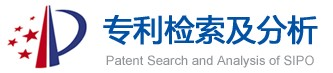 专利检索及分析
Patent Search and Analysis of SIPO